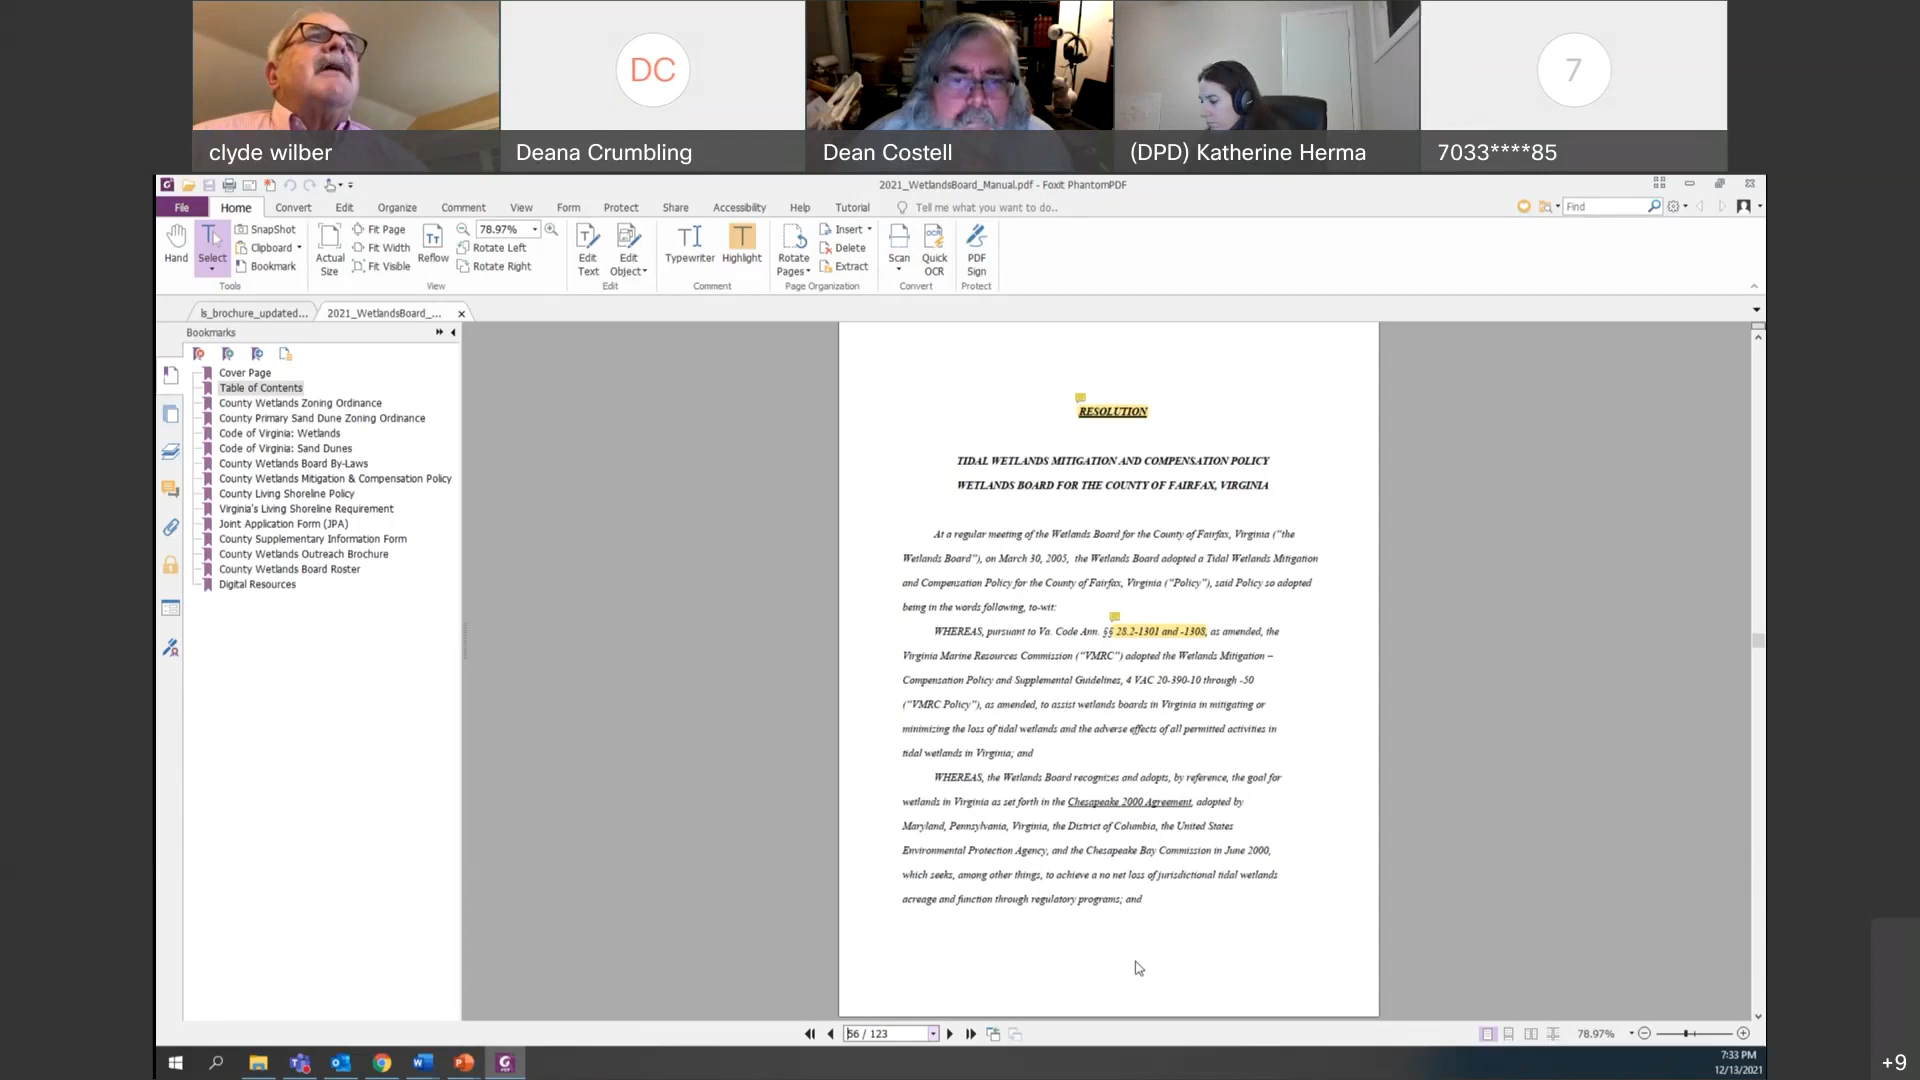 DC
7
clyde wilber
Deana Crumbling
Dean Costell
(DPD) Katherine Herma
7033****85
2021_WetlandsBoard_Manual.pdf - Foxit PhantomPDF
File
Home
Convert
Edit
Organize
Comment
View
Form
Protect
Share
Accessibility
Help
Tutorial
Tell me what you want to do..
Find
Hand
Select
SnapShot
Clipboard
Bookmark
Tools
Actual Size
Fit Page
Fit Width
Fit Visible
Reflow
78.97%
Rotate Left
Rotate Right
View
Edit Text
Edit Object
Edit
Typewriter
Highlight
Comment
Rotate Pages
Insert
Delete
Extract
Page Organization
Scan
Quick OCR
Convert
PDF Sign
Protect
ls_brochure_updated...
2021_WetlandsBoard_...
Bookmarks
Cover Page
Table of Contents
County Wetlands Zoning Ordinance
County Primary Sand Dune Zoning Ordinance
Code of Virginia: Wetlands
Code of Virginia: Sand Dunes
County Wetlands Board By-Laws
County Wetlands Mitigation & Compensation Policy
County Living Shoreline Policy
Virginia's Living Shoreline Requirement
Joint Application Form (JPA)
County Supplementary Information Form
County Wetlands Outreach Brochure
County Wetlands Board Roster
Digital Resources
RESOLUTION
TIDAL WETLANDS MITIGATION AND COMPENSATION POLICY
WETLANDS BOARD FOR THE COUNTY OF FAIRFAX, VIRGINIA
At a regular meeting of the Wetlands Board for the County of Fairfax, Virginia ("the
Wetlands Board"), on March 30, 2005, the Wetlands Board adopted a Tidal Wetlands Mitigation
and Compensation Policy for the County of Fairfax, Virginia ("Policy"), said Policy so adopted
being in the words following, to-wit:
WHEREAS, pursuant to Va. Code Ann. §§ 28.2-1301 and -1308, as amended, the
Virginia Marine Resources Commission ("VMRC") adopted the Wetlands Mitigation –
Compensation Policy and Supplemental Guidelines, 4 VAC 20-390-10 through -50
("VMRC Policy"), as amended, to assist wetlands boards in Virginia in mitigating or
minimizing the loss of tidal wetlands and the adverse effects of all permitted activities in
tidal wetlands in Virginia; and
WHEREAS, the Wetlands Board recognizes and adopts, by reference, the goal for
wetlands in Virginia as set forth in the Chesapeake 2000 Agreement, adopted by
Maryland, Pennsylvania, Virginia, the District of Columbia, the United States
Environmental Protection Agency, and the Chesapeake Bay Commission in June 2000,
which seeks, among other things, to achieve a no net loss of jurisdictional tidal wetlands
acreage and function through regulatory programs; and
56 / 123
78.97%
7:33 PM
12/13/2021
+9